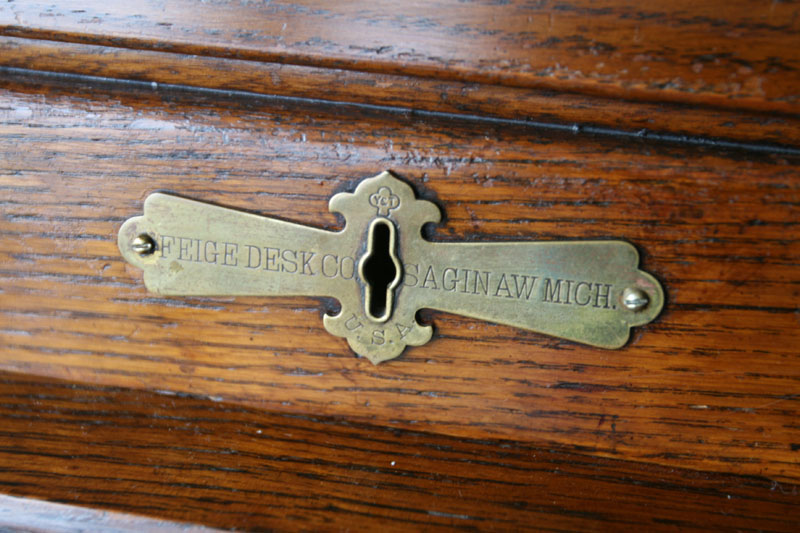 FEIGE DESK CO SAGINAW MICH.
U.S.A